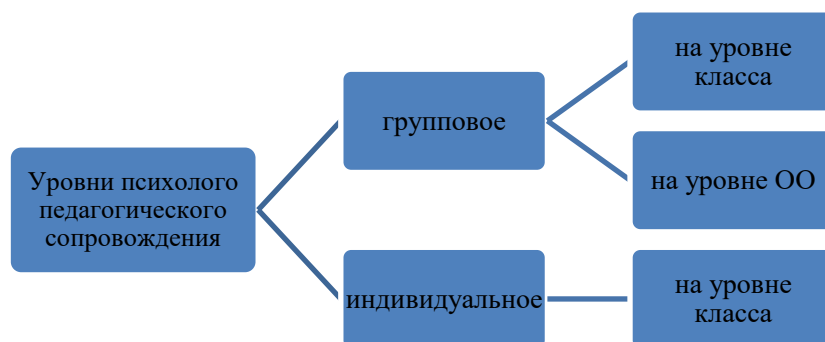 Уровни психолого
педагогического
сопровождения
групповое
на уровне
класса
на уровне ОО
индивидуальное
на уровне
класса